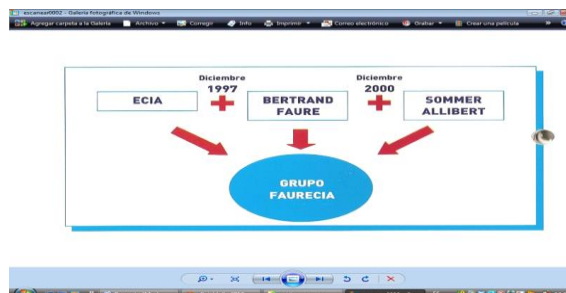 escanear0002 - Galería fotográfica de Windows
Agregar carpeta a la Galería Archivo Corregir Info Imprimir Correo electrónico Grabar Crear una película
Diciembre
1997
Diciembre
2000
ECIA
BERTRAND
FAURE
SOMMER
ALLIBERT
GRUPO
FAURECIA